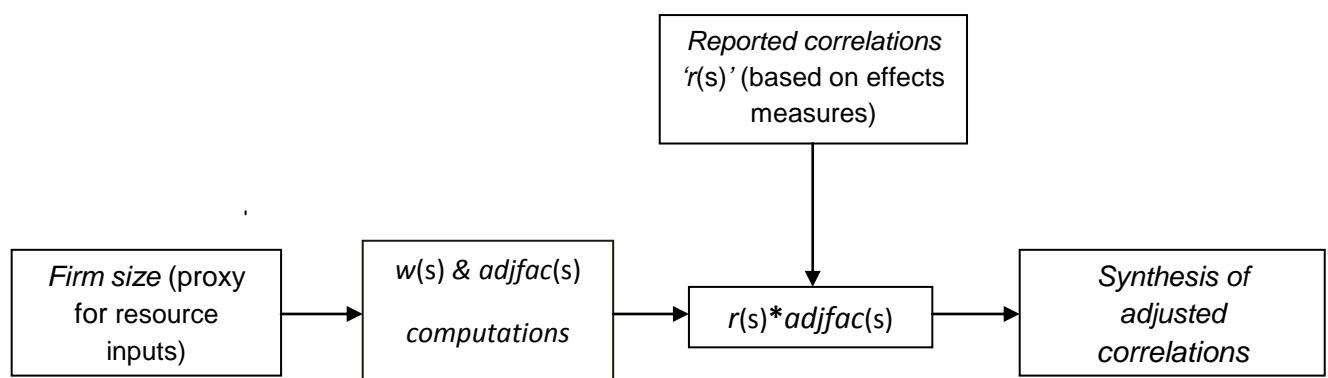 Reported correlations
‘r(s)’ (based on effects
measures)
Firm size (proxy
for resource
inputs)
w(s) & adjfac(s)
computations
r(s)*adjfac(s)
Synthesis of
adjusted
correlations